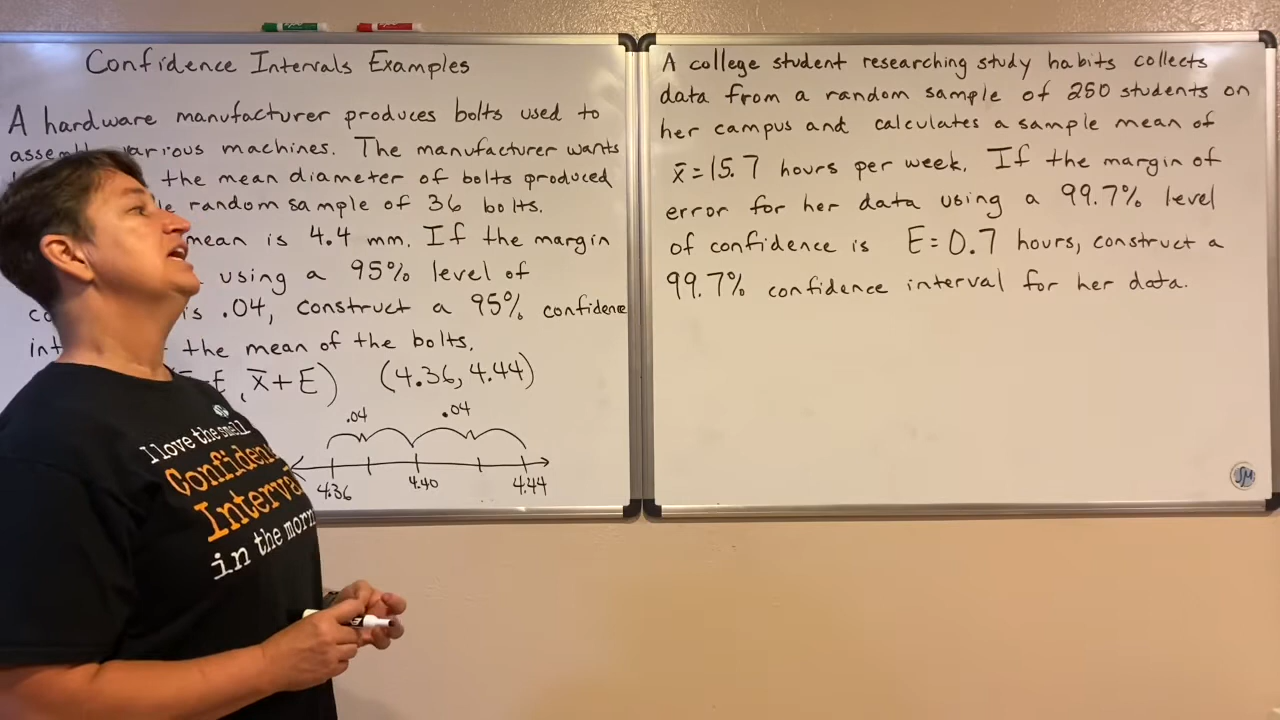 Confidence Intervals Examples
A hardware manufacturer produces bolts used to
various machines. The manufacturer wants
the mean diameter of bolts produced
random sample of 36 bolts.
mean is 4.4 mm. If the margin
using a 95% level of
is .04, construct a 95% confidence
the mean of the bolts.
, x̄+E) (4.36, 4.44)
.04 .04
4.36 4.40 4.44
A college student researching study habits collects
data from a random sample of 250 students on
her campus and calculates a sample mean of
x̄=15.7 hours per week. If the margin of
error for her data using a 99.7% level
of confidence is E=0.7 hours, construct a
99.7% confidence interval for her data.
I love the smell
Confidence
Interval
in the morn